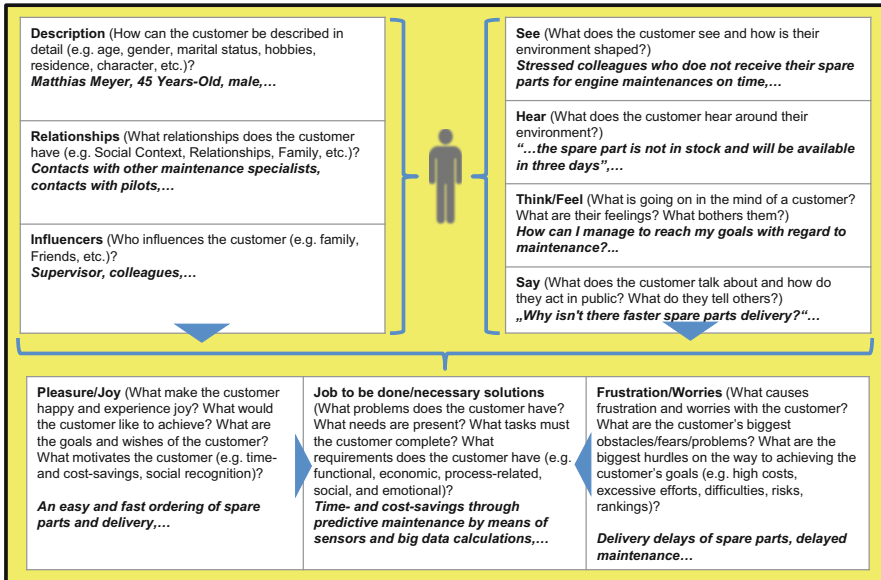 Description (How can the customer be described in
detail (e.g. age, gender, marital status, hobbies,
residence, character, etc.)?
Matthias Meyer, 45 Years-Old, male,…
Relationships (What relationships does the customer
have (e.g. Social Context, Relationships, Family, etc.)?
Contacts with other maintenance specialists,
contacts with pilots,…
Influencers (Who influences the customer (e.g. family,
Friends, etc.)?
Supervisor, colleagues,…
See (What does the customer see and how is their
environment shaped?)
Stressed colleagues who doe not receive their spare
parts for engine maintenances on time,…
Hear (What does the customer hear around their
environment?)
“…the spare part is not in stock and will be available
in three days”,…
Think/Feel (What is going on in the mind of a customer?
What are their feelings? What bothers them?)
How can I manage to reach my goals with regard to
maintenance?...
Say (What does the customer talk about and how do
they act in public? What do they tell others?)
„Why isn't there faster spare parts delivery?“…
Pleasure/Joy (What make the customer
happy and experience joy? What would
the customer like to achieve? What are
the goals and wishes of the customer?
What motivates the customer (e.g. time-
and cost-savings, social recognition)?
An easy and fast ordering of spare
parts and delivery,…
Job to be done/necessary solutions
(What problems does the customer have?
What needs are present? What tasks must
the customer complete? What
requirements does the customer have (e.g.
functional, economic, process-related,
social, and emotional)?
Time- and cost-savings through
predictive maintenance by means of
sensors and big data calculations,…
Frustration/Worries (What causes
frustration and worries with the customer?
What are the customer’s biggest
obstacles/fears/problems? What are the
biggest hurdles on the way to achieving the
customer’s goals (e.g. high costs,
excessive efforts, difficulties, risks,
rankings)?
Delivery delays of spare parts, delayed
maintenance…